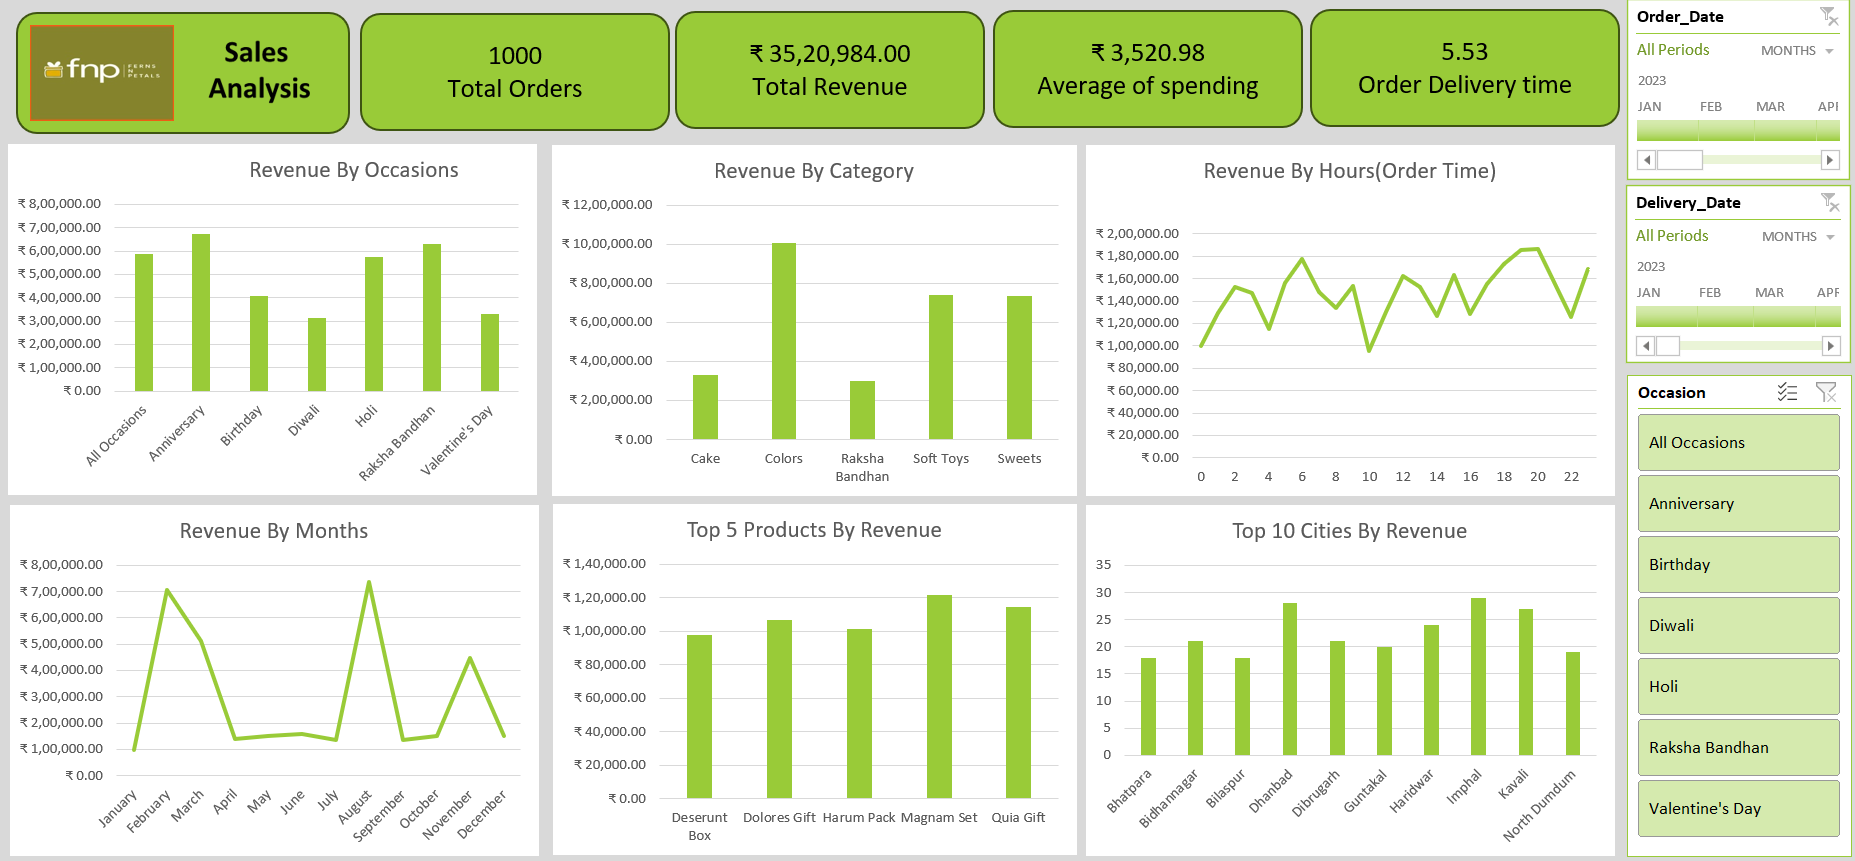 fnp FERNS N PETALS
Sales
Analysis
1000
Total Orders
₹ 35,20,984.00
Total Revenue
₹ 3,520.98
Average of spending
5.53
Order Delivery time
Order_Date
All Periods MONTHS
2023
JAN FEB MAR APR
Delivery_Date
All Periods MONTHS
2023
JAN FEB MAR APR
Occasion
All Occasions
Anniversary
Birthday
Diwali
Holi
Raksha Bandhan
Valentine's Day
Revenue By Occasions
₹ 8,00,000.00
₹ 7,00,000.00
₹ 6,00,000.00
₹ 5,00,000.00
₹ 4,00,000.00
₹ 3,00,000.00
₹ 2,00,000.00
₹ 1,00,000.00
₹ 0.00
All Occasions Anniversary Birthday Diwali Holi Raksha Bandhan Valentine's Day
Revenue By Category
₹ 12,00,000.00
₹ 10,00,000.00
₹ 8,00,000.00
₹ 6,00,000.00
₹ 4,00,000.00
₹ 2,00,000.00
₹ 0.00
Cake Colors Raksha Soft Toys Sweets
Bandhan
Revenue By Hours(Order Time)
₹ 2,00,000.00
₹ 1,80,000.00
₹ 1,60,000.00
₹ 1,40,000.00
₹ 1,20,000.00
₹ 1,00,000.00
₹ 80,000.00
₹ 60,000.00
₹ 40,000.00
₹ 20,000.00
₹ 0.00
0 2 4 6 8 10 12 14 16 18 20 22
Revenue By Months
₹ 8,00,000.00
₹ 7,00,000.00
₹ 6,00,000.00
₹ 5,00,000.00
₹ 4,00,000.00
₹ 3,00,000.00
₹ 2,00,000.00
₹ 1,00,000.00
₹ 0.00
January February March April May June July August September October November December
Top 5 Products By Revenue
₹ 1,40,000.00
₹ 1,20,000.00
₹ 1,00,000.00
₹ 80,000.00
₹ 60,000.00
₹ 40,000.00
₹ 20,000.00
₹ 0.00
Deserunt Dolores Gift Harum Pack Magnam Set Quia Gift
Box
Top 10 Cities By Revenue
35
30
25
20
15
10
5
0
Bhatpara Bidhannagar Bilaspur Dhanbad Dibrugarh Guntakal Haridwar Imphal Kavali North Dumdum